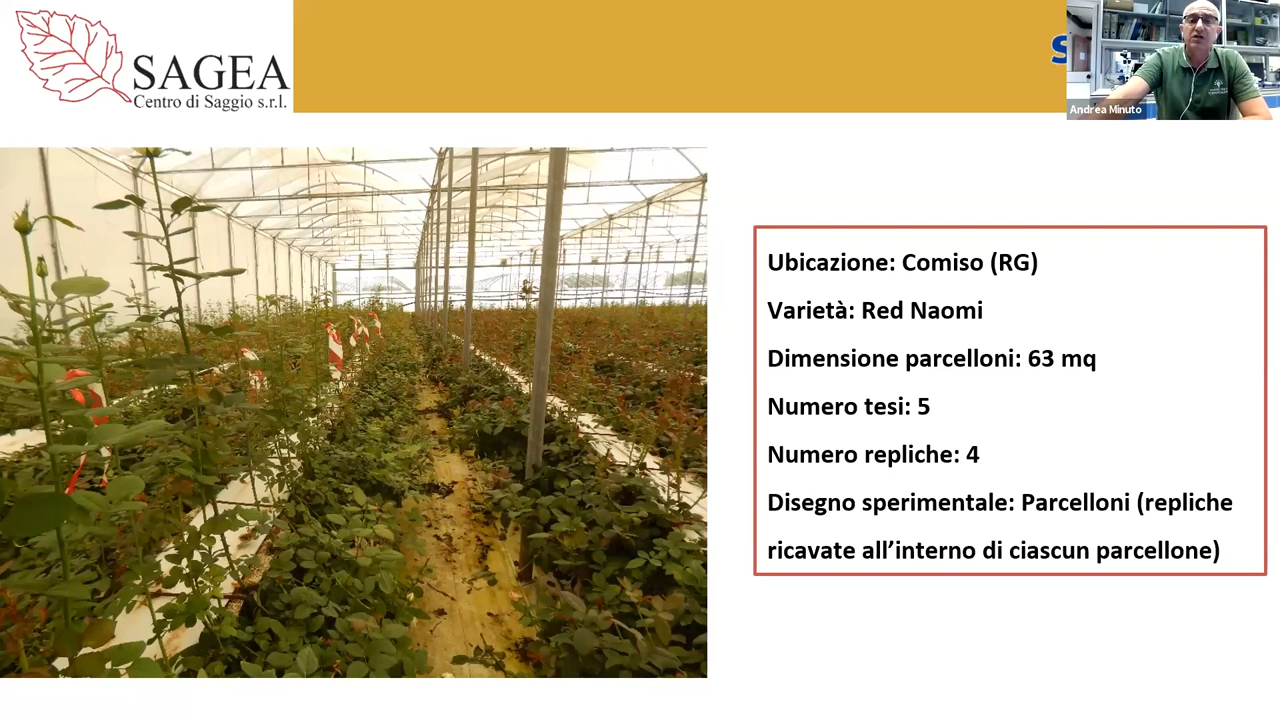 SAGEA
Centro di Saggio s.r.l.
S
Andrea Minuto
Ubicazione: Comiso (RG)
Varietà: Red Naomi
Dimensione parcelloni: 63 mq
Numero tesi: 5
Numero repliche: 4
Disegno sperimentale: Parcelloni (repliche
ricavate all’interno di ciascun parcellone)